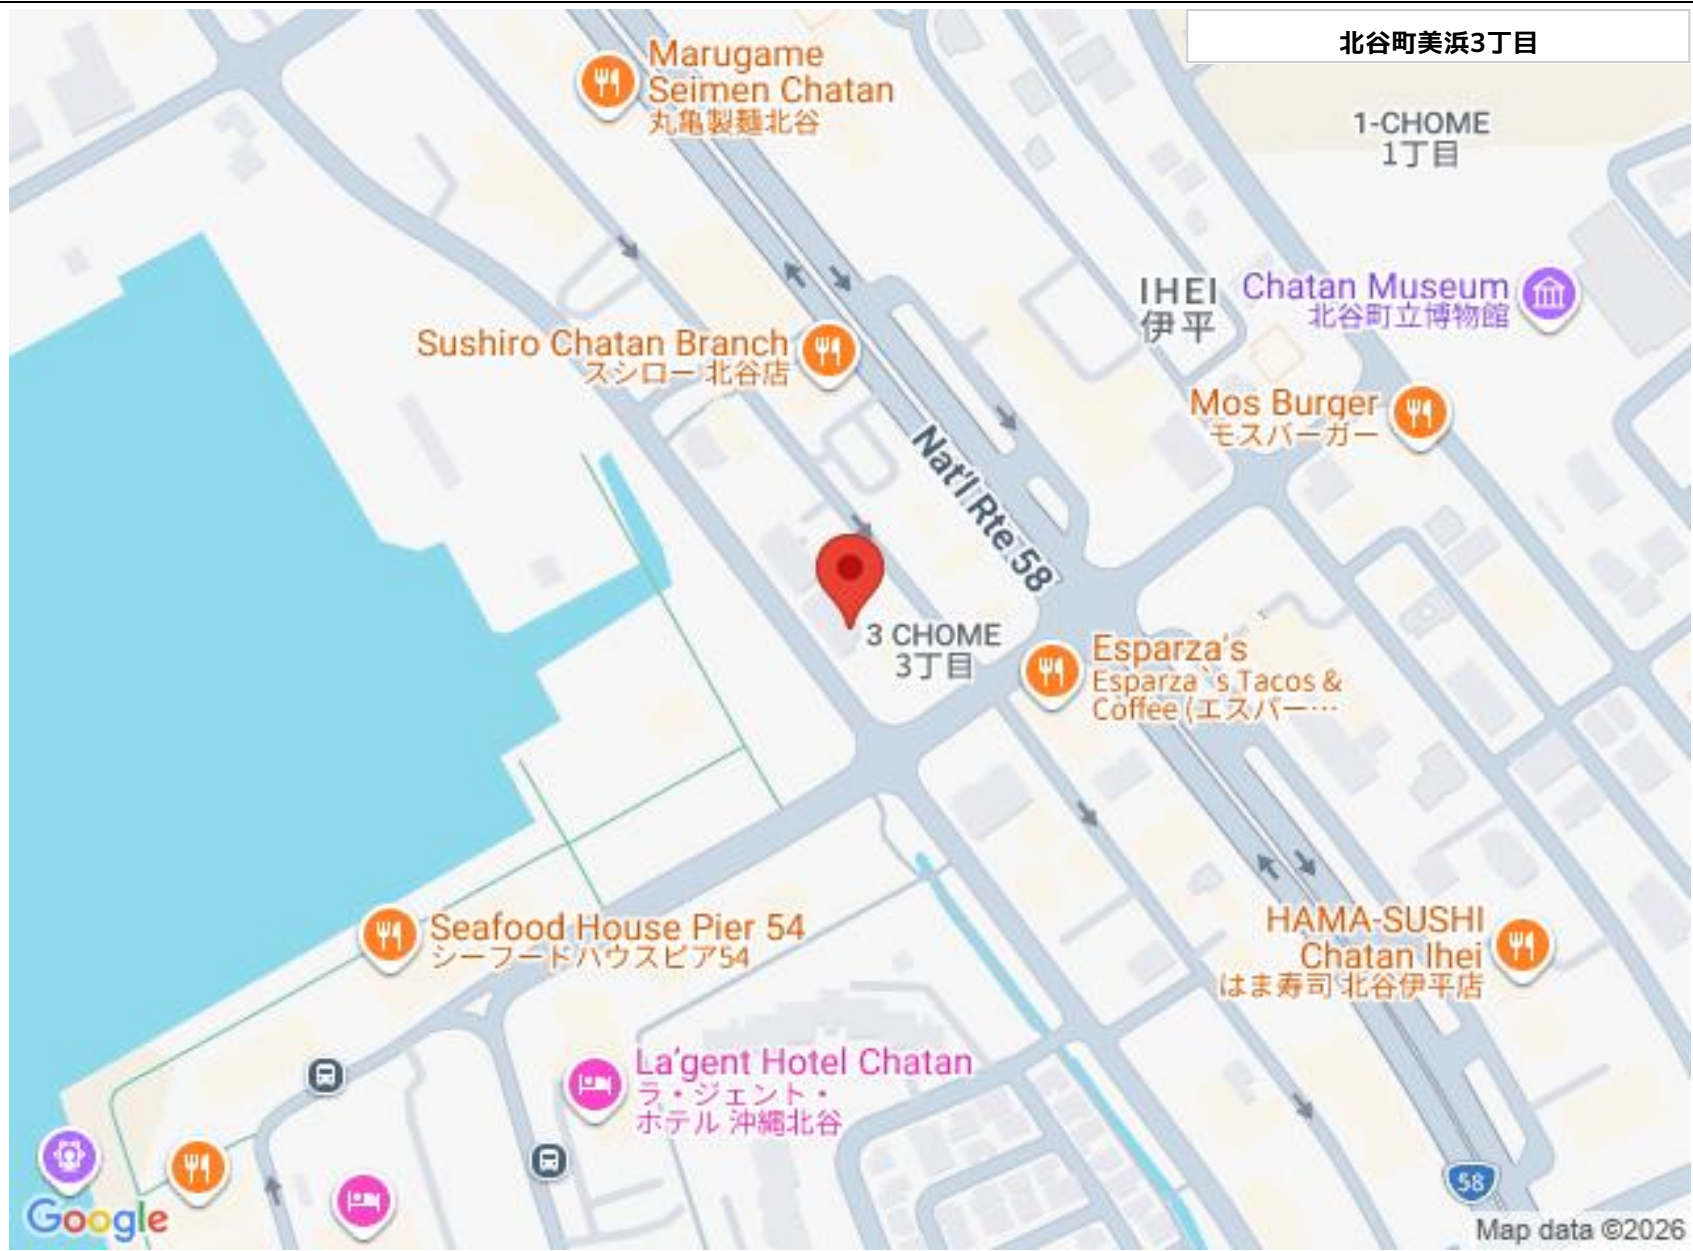 北谷町美浜3丁目
Marugame
Seimen Chatan
丸亀製麺北谷
1-CHOME
1丁目
IHEI
伊平
Chatan Museum
北谷町立博物館
Sushiro Chatan Branch
スシロー 北谷店
Mos Burger
モスバーガー
Nat'l Rte 58
3 CHOME
3丁目
Esparza's
Esparza`s Tacos &
Coffee (エスパー…
Seafood House Pier 54
シーフードハウスピア54
HAMA-SUSHI
Chatan Ihei
はま寿司 北谷伊平店
La'gent Hotel Chatan
ラ・ジェント・
ホテル 沖縄北谷
58
Google
Map data ©2026